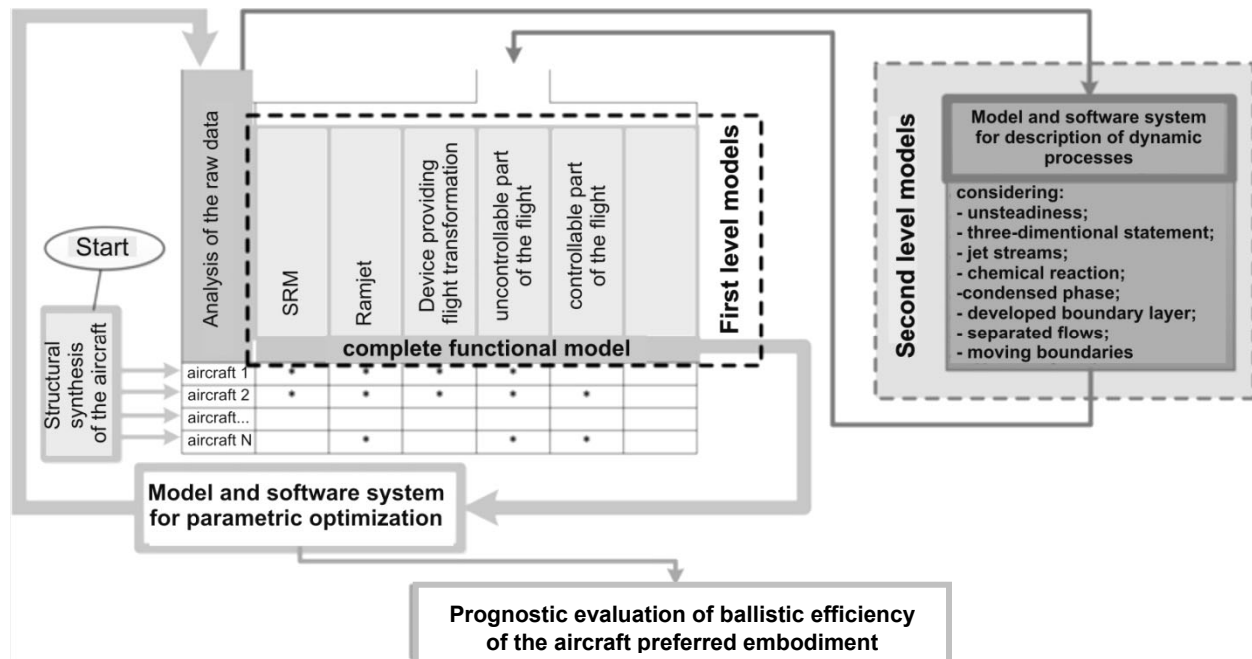 Start
Structural
synthesis
of the aircraft
Analysis of the raw data
SRM
Ramjet
Device providing
flight transformation
uncontrollable part
of the flight
controllable part
of the flight
First level models
complete functional model
aircraft 1 * * * *
aircraft 2 * * * * *
aircraft...
aircraft N * * *
Second level models
Model and software system
for description of dynamic
processes
considering:
- unsteadiness;
- three-dimentional statement;
- jet streams;
- chemical reaction;
-condensed phase;
- developed boundary layer;
- separated flows;
- moving boundaries
Model and software system
for parametric optimization
Prognostic evaluation of ballistic efficiency
of the aircraft preferred embodiment